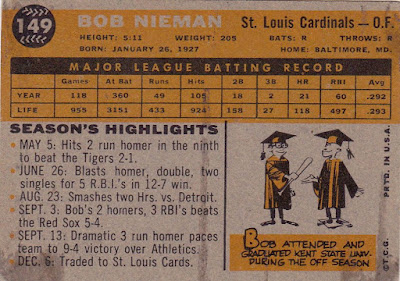 149
BOB NIEMAN St. Louis Cardinals — O.F.
HEIGHT: 5:11 WEIGHT: 205 BATS: R THROWS: R
BORN: JANUARY 26, 1927 HOME: BALTIMORE, MD.
MAJOR LEAGUE BATTING RECORD
Games At Bat Runs Hits 2B 3B HR RBI Avg
YEAR 118 360 49 105 18 2 21 60 .292
LIFE 955 3151 433 924 158 27 118 497 .293
SEASON'S HIGHLIGHTS
• MAY 5: Hits 2 run homer in the ninth
to beat the Tigers 2-1.
• JUNE 26: Blasts homer, double, two
singles for 5 R.B.I.'s in 12-7 win.
• AUG. 23: Smashes two Hrs. vs. Detroit.
• SEPT. 3: Bob's 2 homers, 3 RBI's beats
the Red Sox 5-4.
• SEPT. 13: Dramatic 3 run homer paces
team to 9-4 victory over Athletics.
• DEC. 6: Traded to St. Louis Cards.
BOB ATTENDED AND
GRADUATED KENT STATE UNIV.
DURING THE OFF SEASON
©T.C.G. PRTD. IN U.S.A.